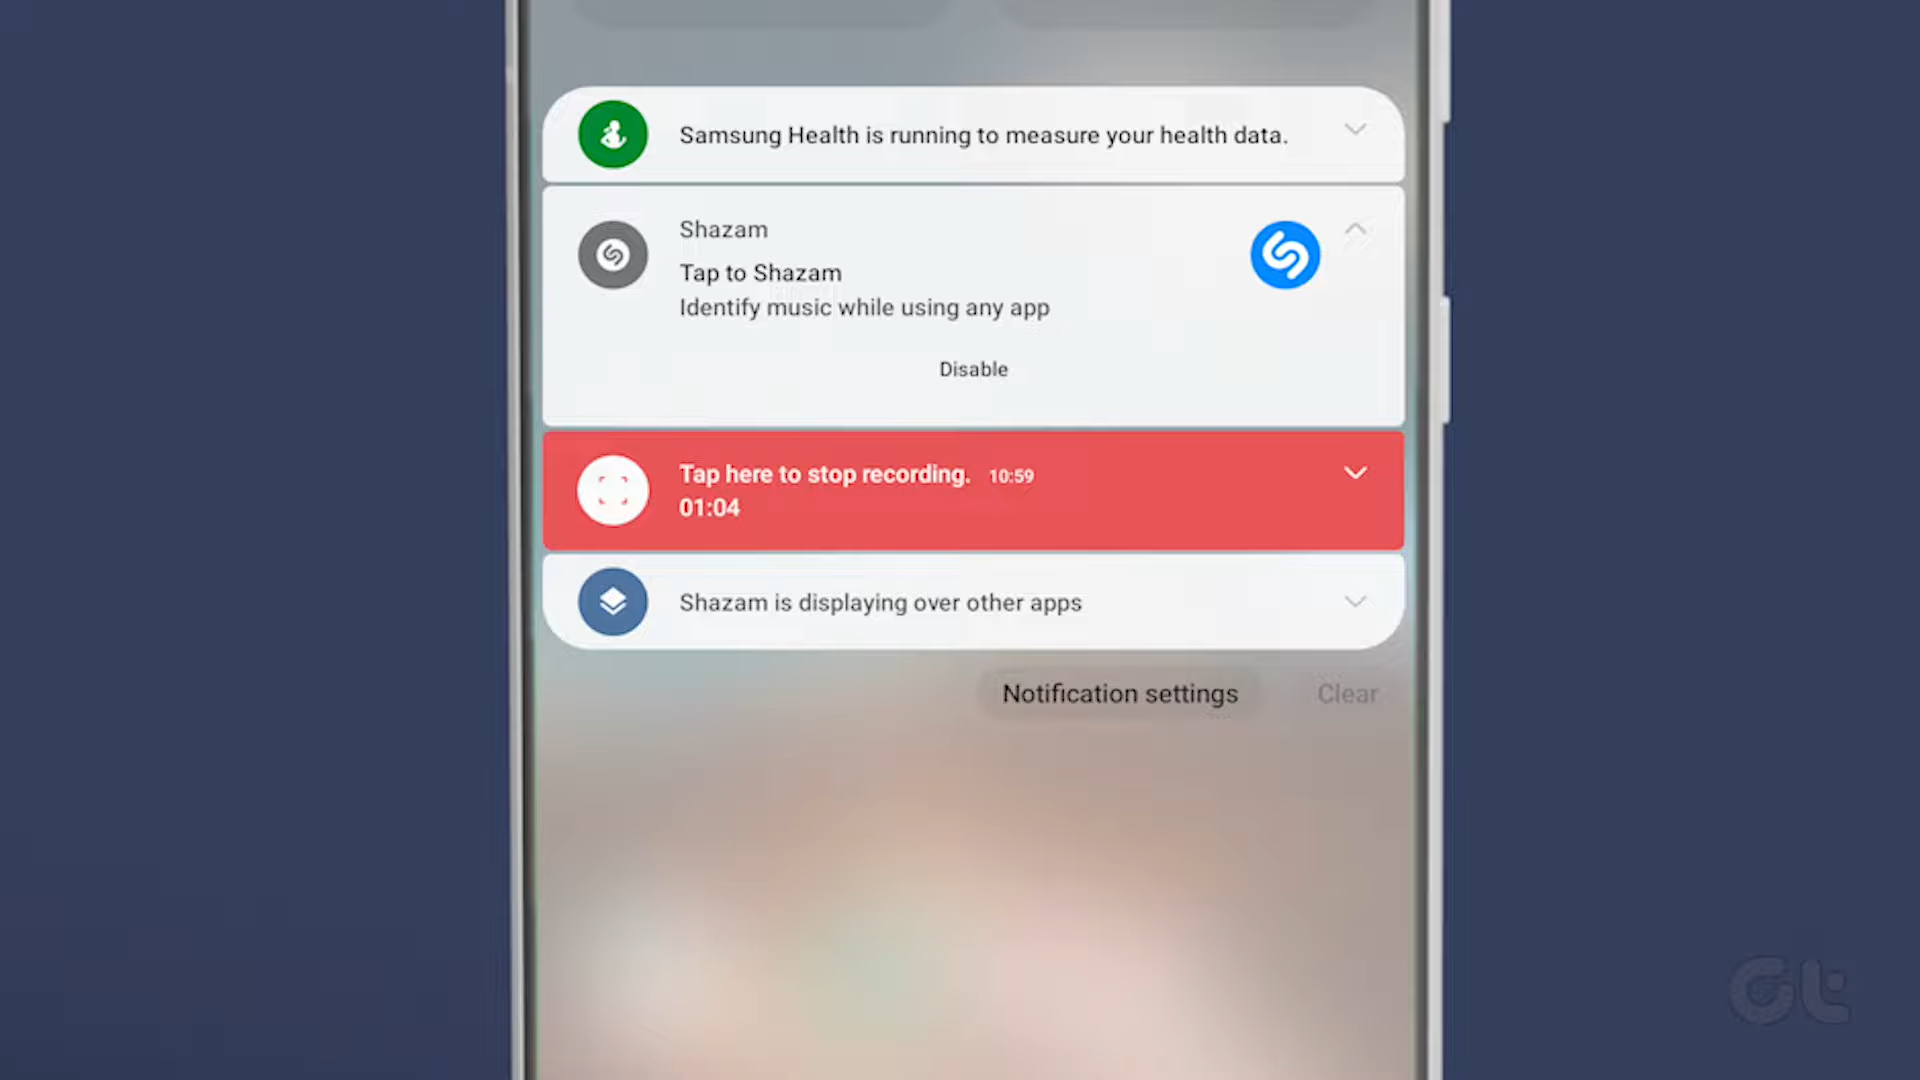 Samsung Health is running to measure your health data.
Shazam
Tap to Shazam
Identify music while using any app
Disable
Tap here to stop recording. 10:59
01:04
Shazam is displaying over other apps
Notification settings
Clear
Gt